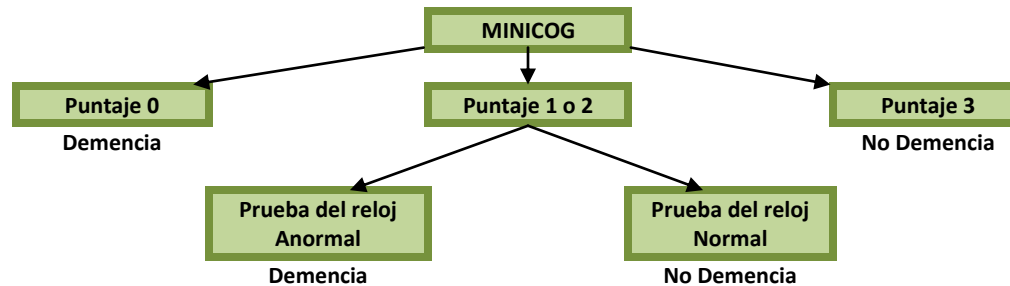 MINICOG
Puntaje 0
Puntaje 1 o 2
Puntaje 3
Demencia
No Demencia
Prueba del reloj
Anormal
Prueba del reloj
Normal
Demencia
No Demencia